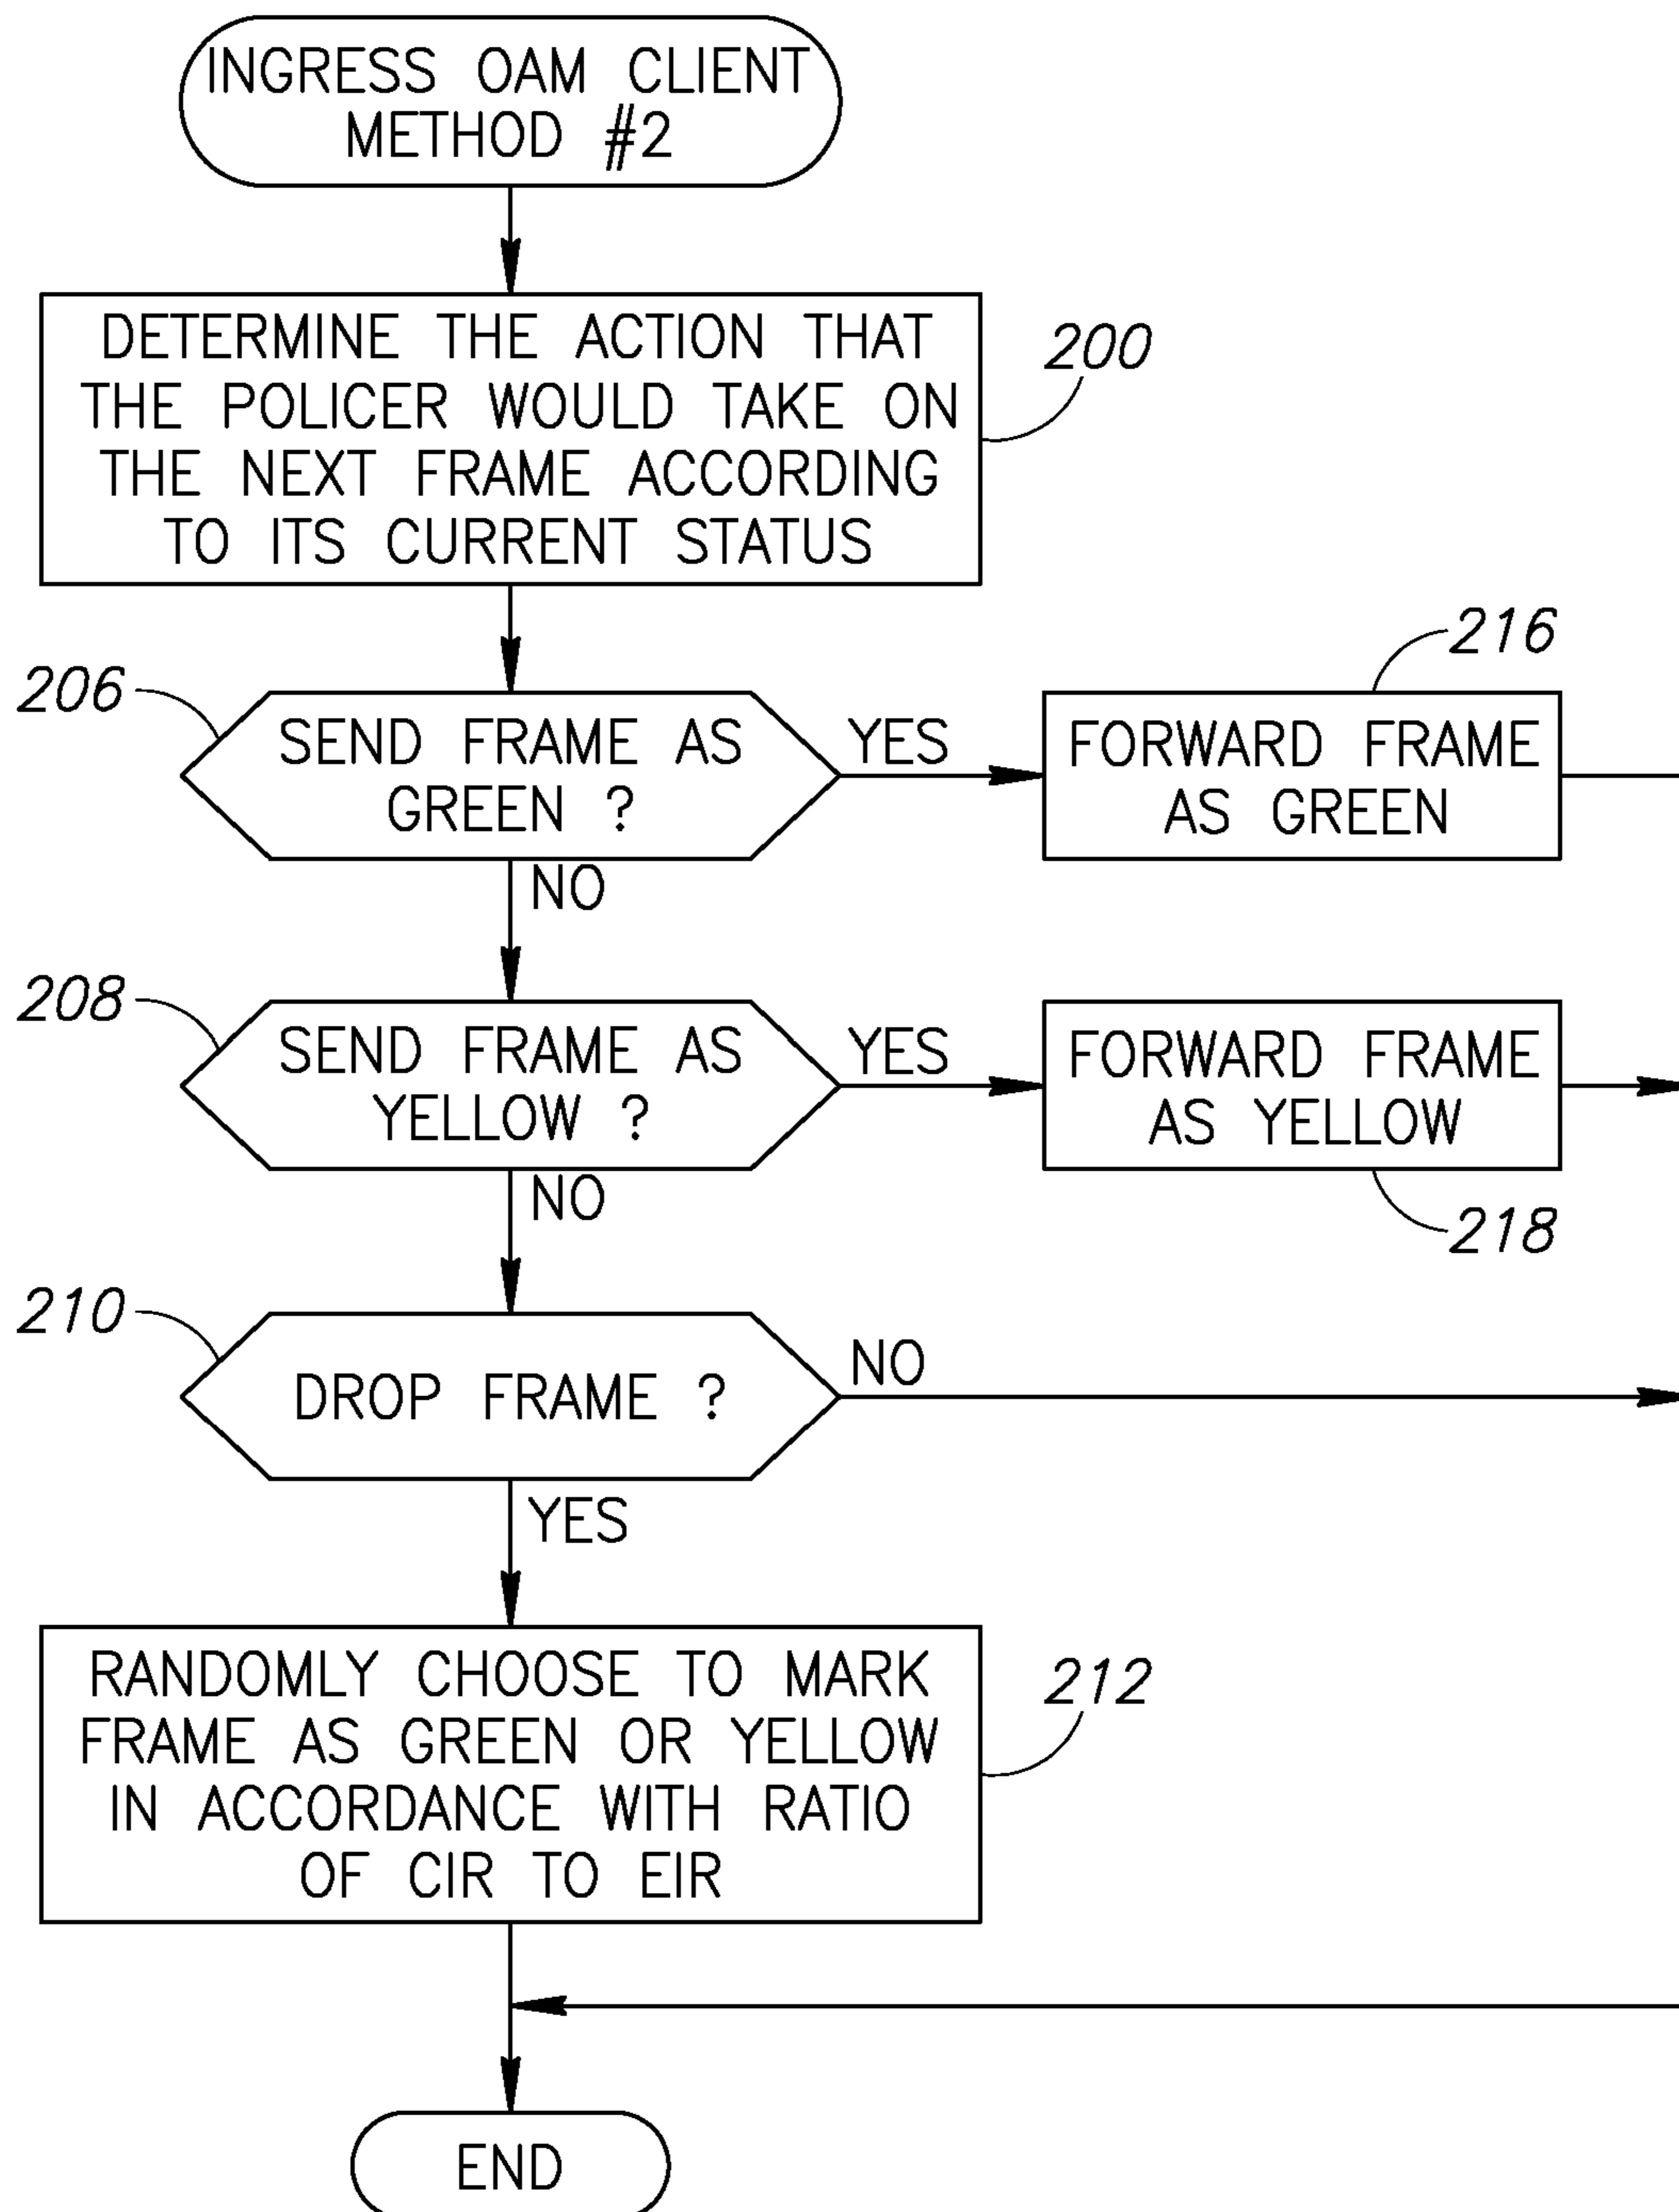 INGRESS OAM CLIENT
METHOD #2
DETERMINE THE ACTION THAT
THE POLICER WOULD TAKE ON
THE NEXT FRAME ACCORDING
TO ITS CURRENT STATUS
200
206
SEND FRAME AS
GREEN ?
YES
216
FORWARD FRAME
AS GREEN
NO
208
SEND FRAME AS
YELLOW ?
YES
FORWARD FRAME
AS YELLOW
218
NO
210
DROP FRAME ?
NO
YES
RANDOMLY CHOOSE TO MARK
FRAME AS GREEN OR YELLOW
IN ACCORDANCE WITH RATIO
OF CIR TO EIR
212
END